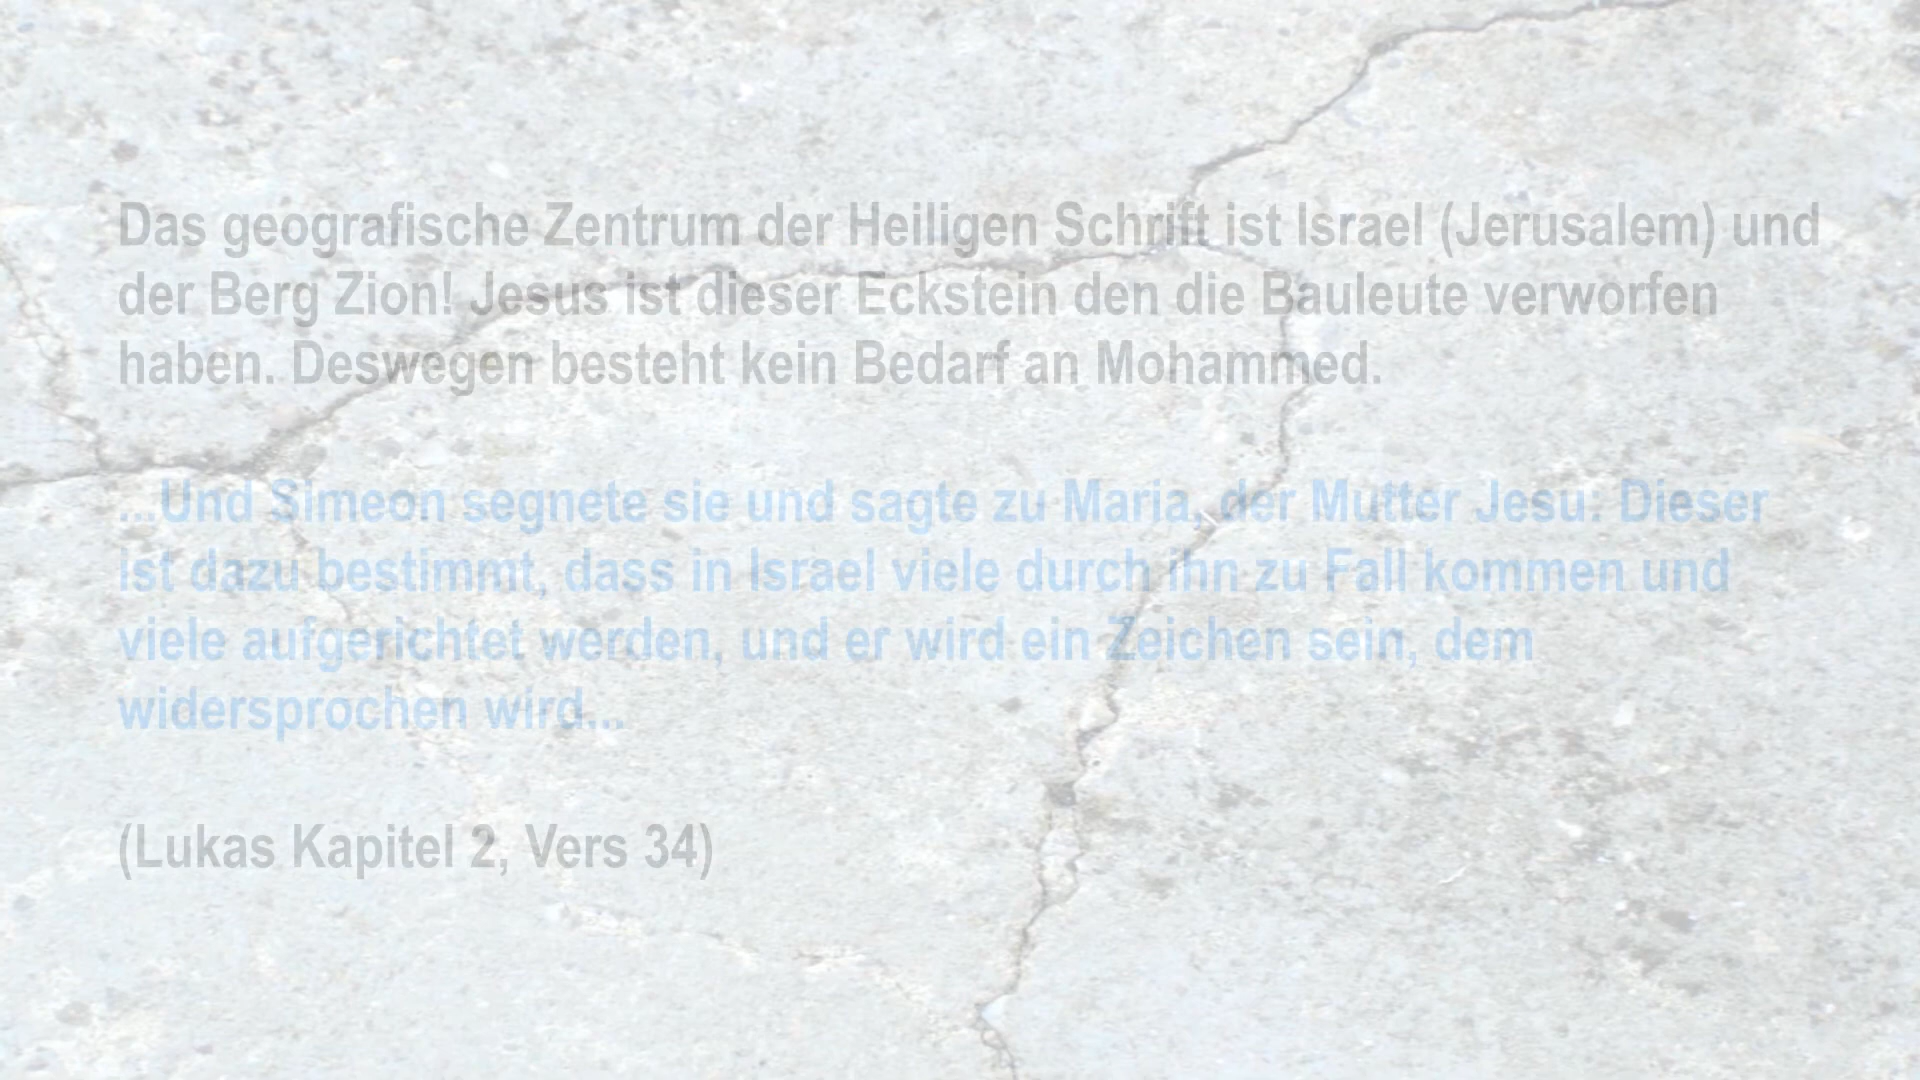 Das geografische Zentrum der Heiligen Schrift ist Israel (Jerusalem) und
der Berg Zion! Jesus ist dieser Eckstein den die Bauleute verworfen
haben. Deswegen besteht kein Bedarf an Mohammed.
...Und Simeon segnete sie und sagte zu Maria, der Mutter Jesu: Dieser
ist dazu bestimmt, dass in Israel viele durch ihn zu Fall kommen und
viele aufgerichtet werden, und er wird ein Zeichen sein, dem
widersprochen wird...
(Lukas Kapitel 2, Vers 34)